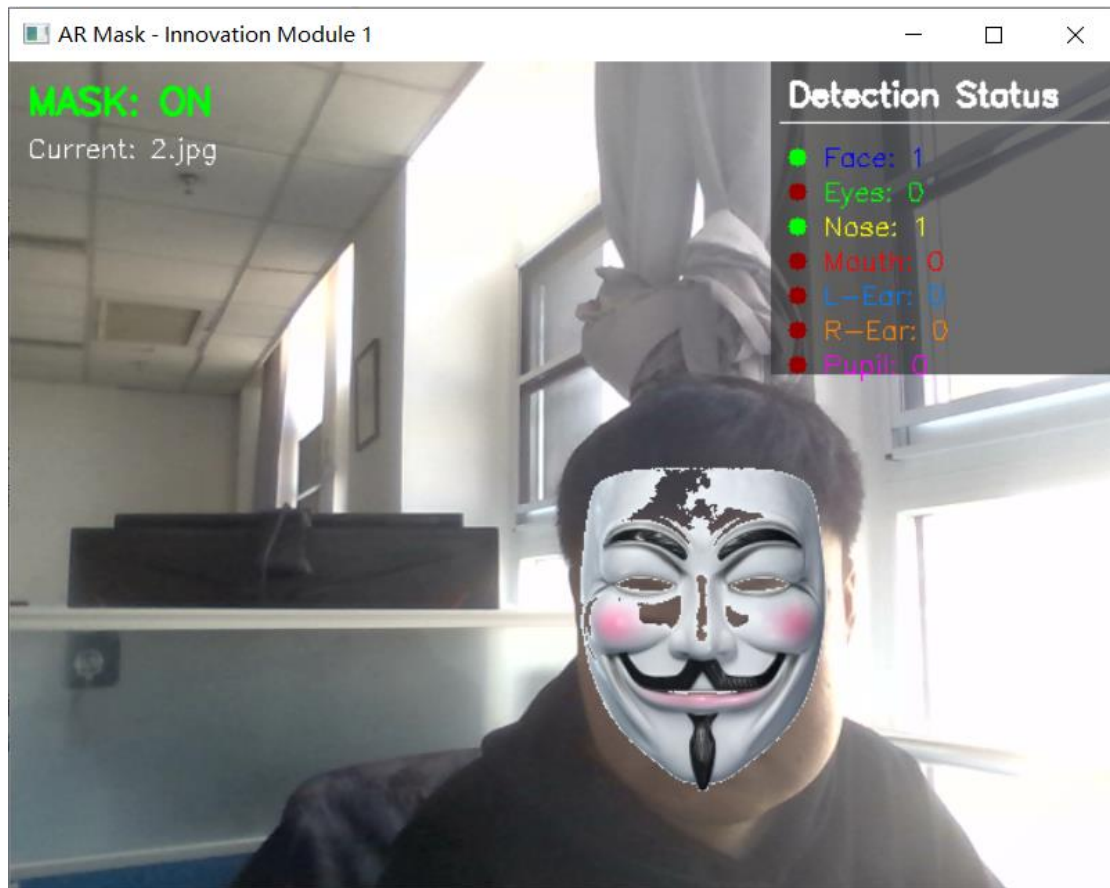 AR Mask - Innovation Module 1
MASK: ON
Current: 2.jpg
Detection Status
Face: 1
Eyes: 0
Nose: 1
Mouth: 0
L-Ear: 0
R-Ear: 0
Pupil: 0